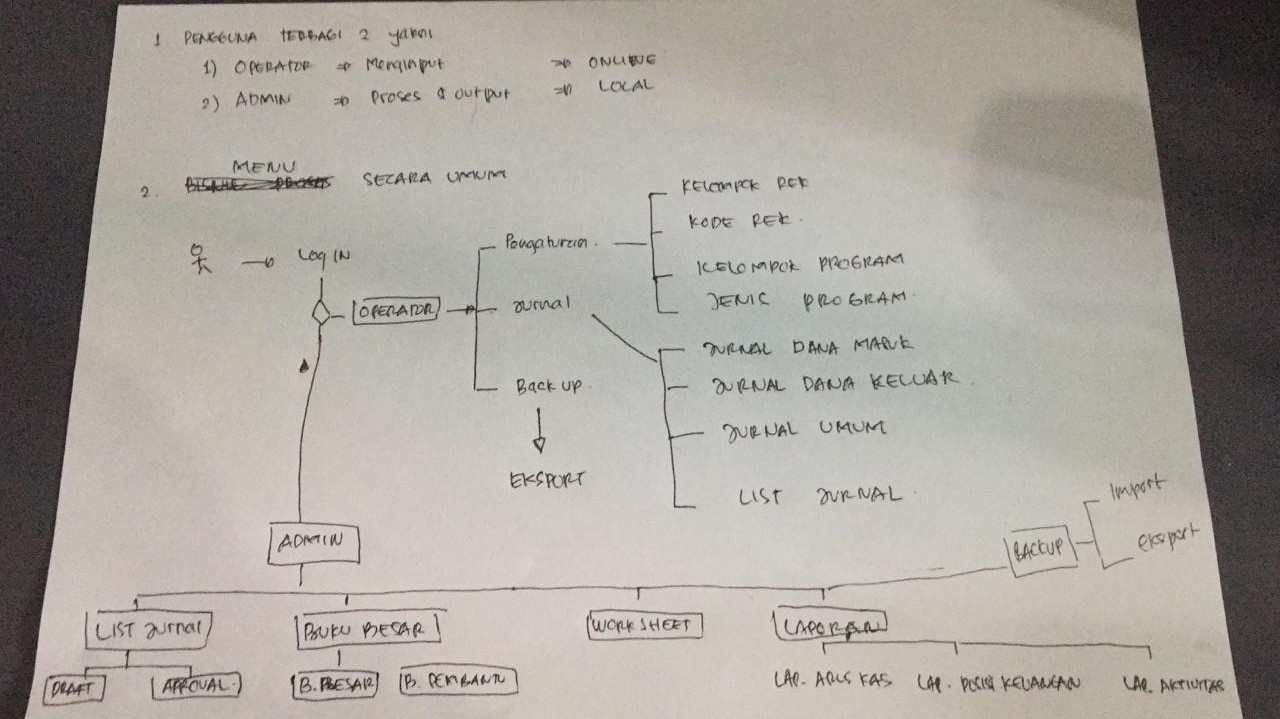 1 PENGGUNA TERBAGI 2 yakni
1) OPERATOR ⇒ Menginput ⇒ ONLINE
2) ADMIN ⇒ Proses & output ⇒ LOCAL
MENU
2. BISNIS PROSES SECARA UMUM
→ Log IN
OPERATOR
Pengaturan.
KELOMPOK REK
KODE REK.
KELOMPOK PROGRAM
JENIS PROGRAM.
Jurnal
JURNAL DANA MASUK
JURNAL DANA KELUAR.
JURNAL UMUM
LIST JURNAL.
Back up.
EKSPORT
ADMIN
LIST Jurnal
DRAFT
APROVAL.
BUKU BESAR
B. BESAR
B. PEMBANTU
WORKSHEET
LAPORAN
LAP. ARUS KAS
LAP. POSISI KEUANGAN
LAP. AKTIVITAS
BACKUP
Import
eksport